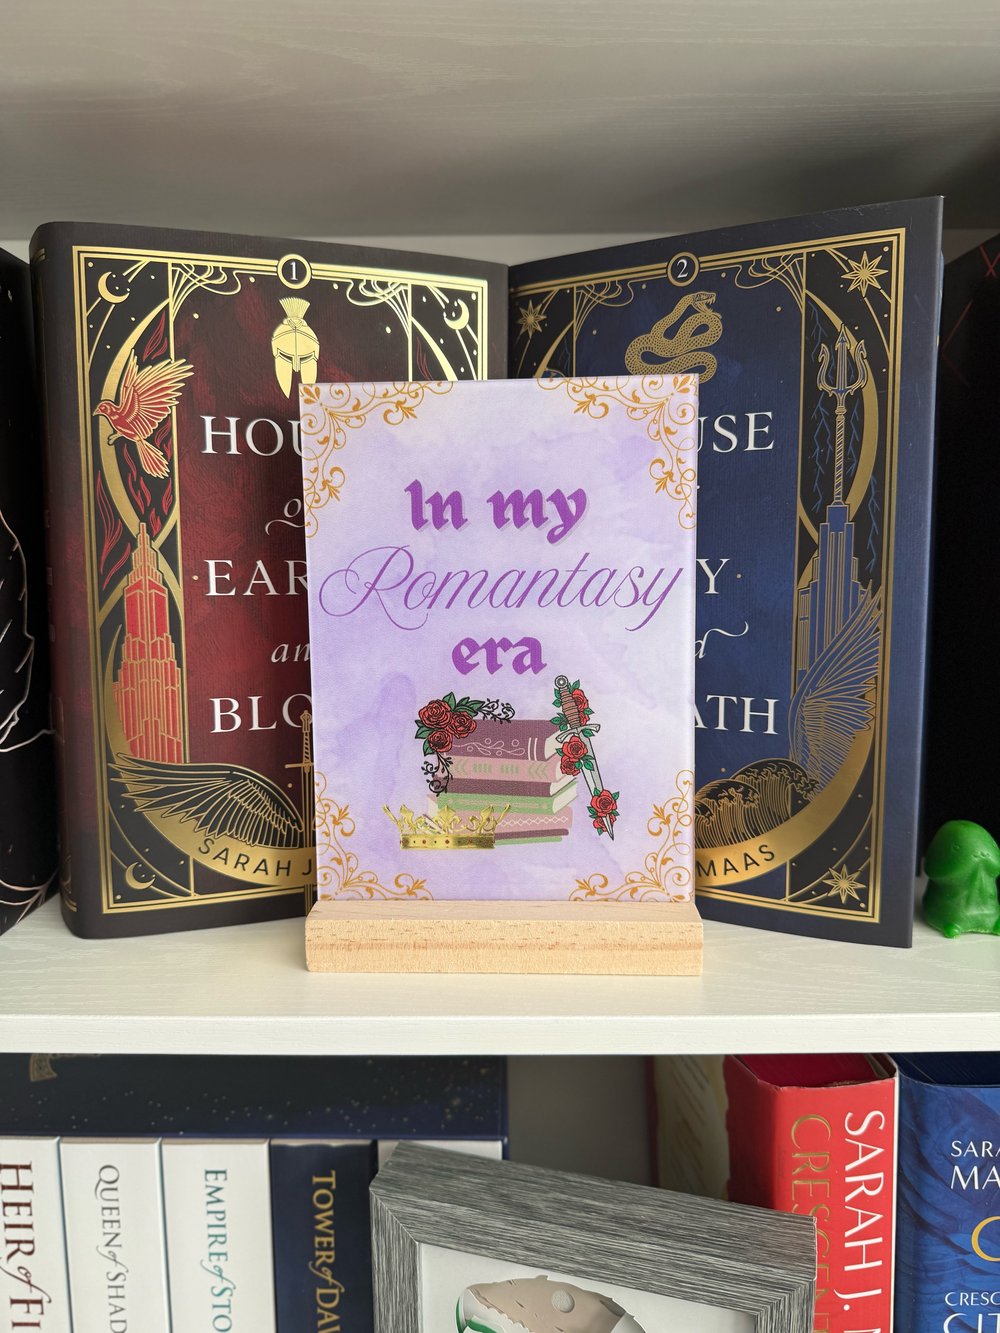 1
HOU
o
EAR
an
BLO
SARAH J
2
USE
Y
d
ATH
MAAS
In my
Romantasy
era
HEIR of FI
QUEEN of SHAD
EMPIRE of STO
TOWER of DAW
SARAH J.
CRESCENT
SARA
MA
C
CRESC
CIT